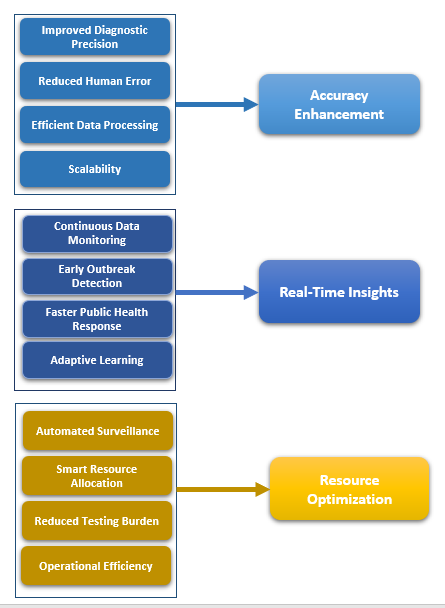 Improved Diagnostic
Precision
Reduced Human Error
Efficient Data Processing
Scalability
Accuracy
Enhancement
Continuous Data
Monitoring
Early Outbreak
Detection
Faster Public Health
Response
Adaptive Learning
Real-Time Insights
Automated Surveillance
Smart Resource
Allocation
Reduced Testing Burden
Operational Efficiency
Resource
Optimization